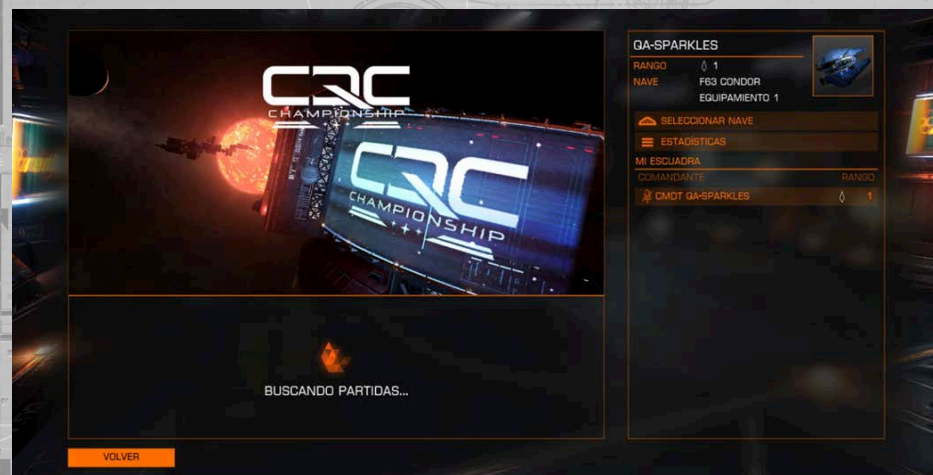 CQC
CHAMPIONSHIP
CQC
CHAMPIONSHIP
BUSCANDO PARTIDAS...
VOLVER
QA-SPARKLES
RANGO 1
NAVE F63 CONDOR
EQUIPAMIENTO 1
SELECCIONAR NAVE
ESTADÍSTICAS
MI ESCUADRA
COMANDANTE RANGO
CMDT QA-SPARKLES 1